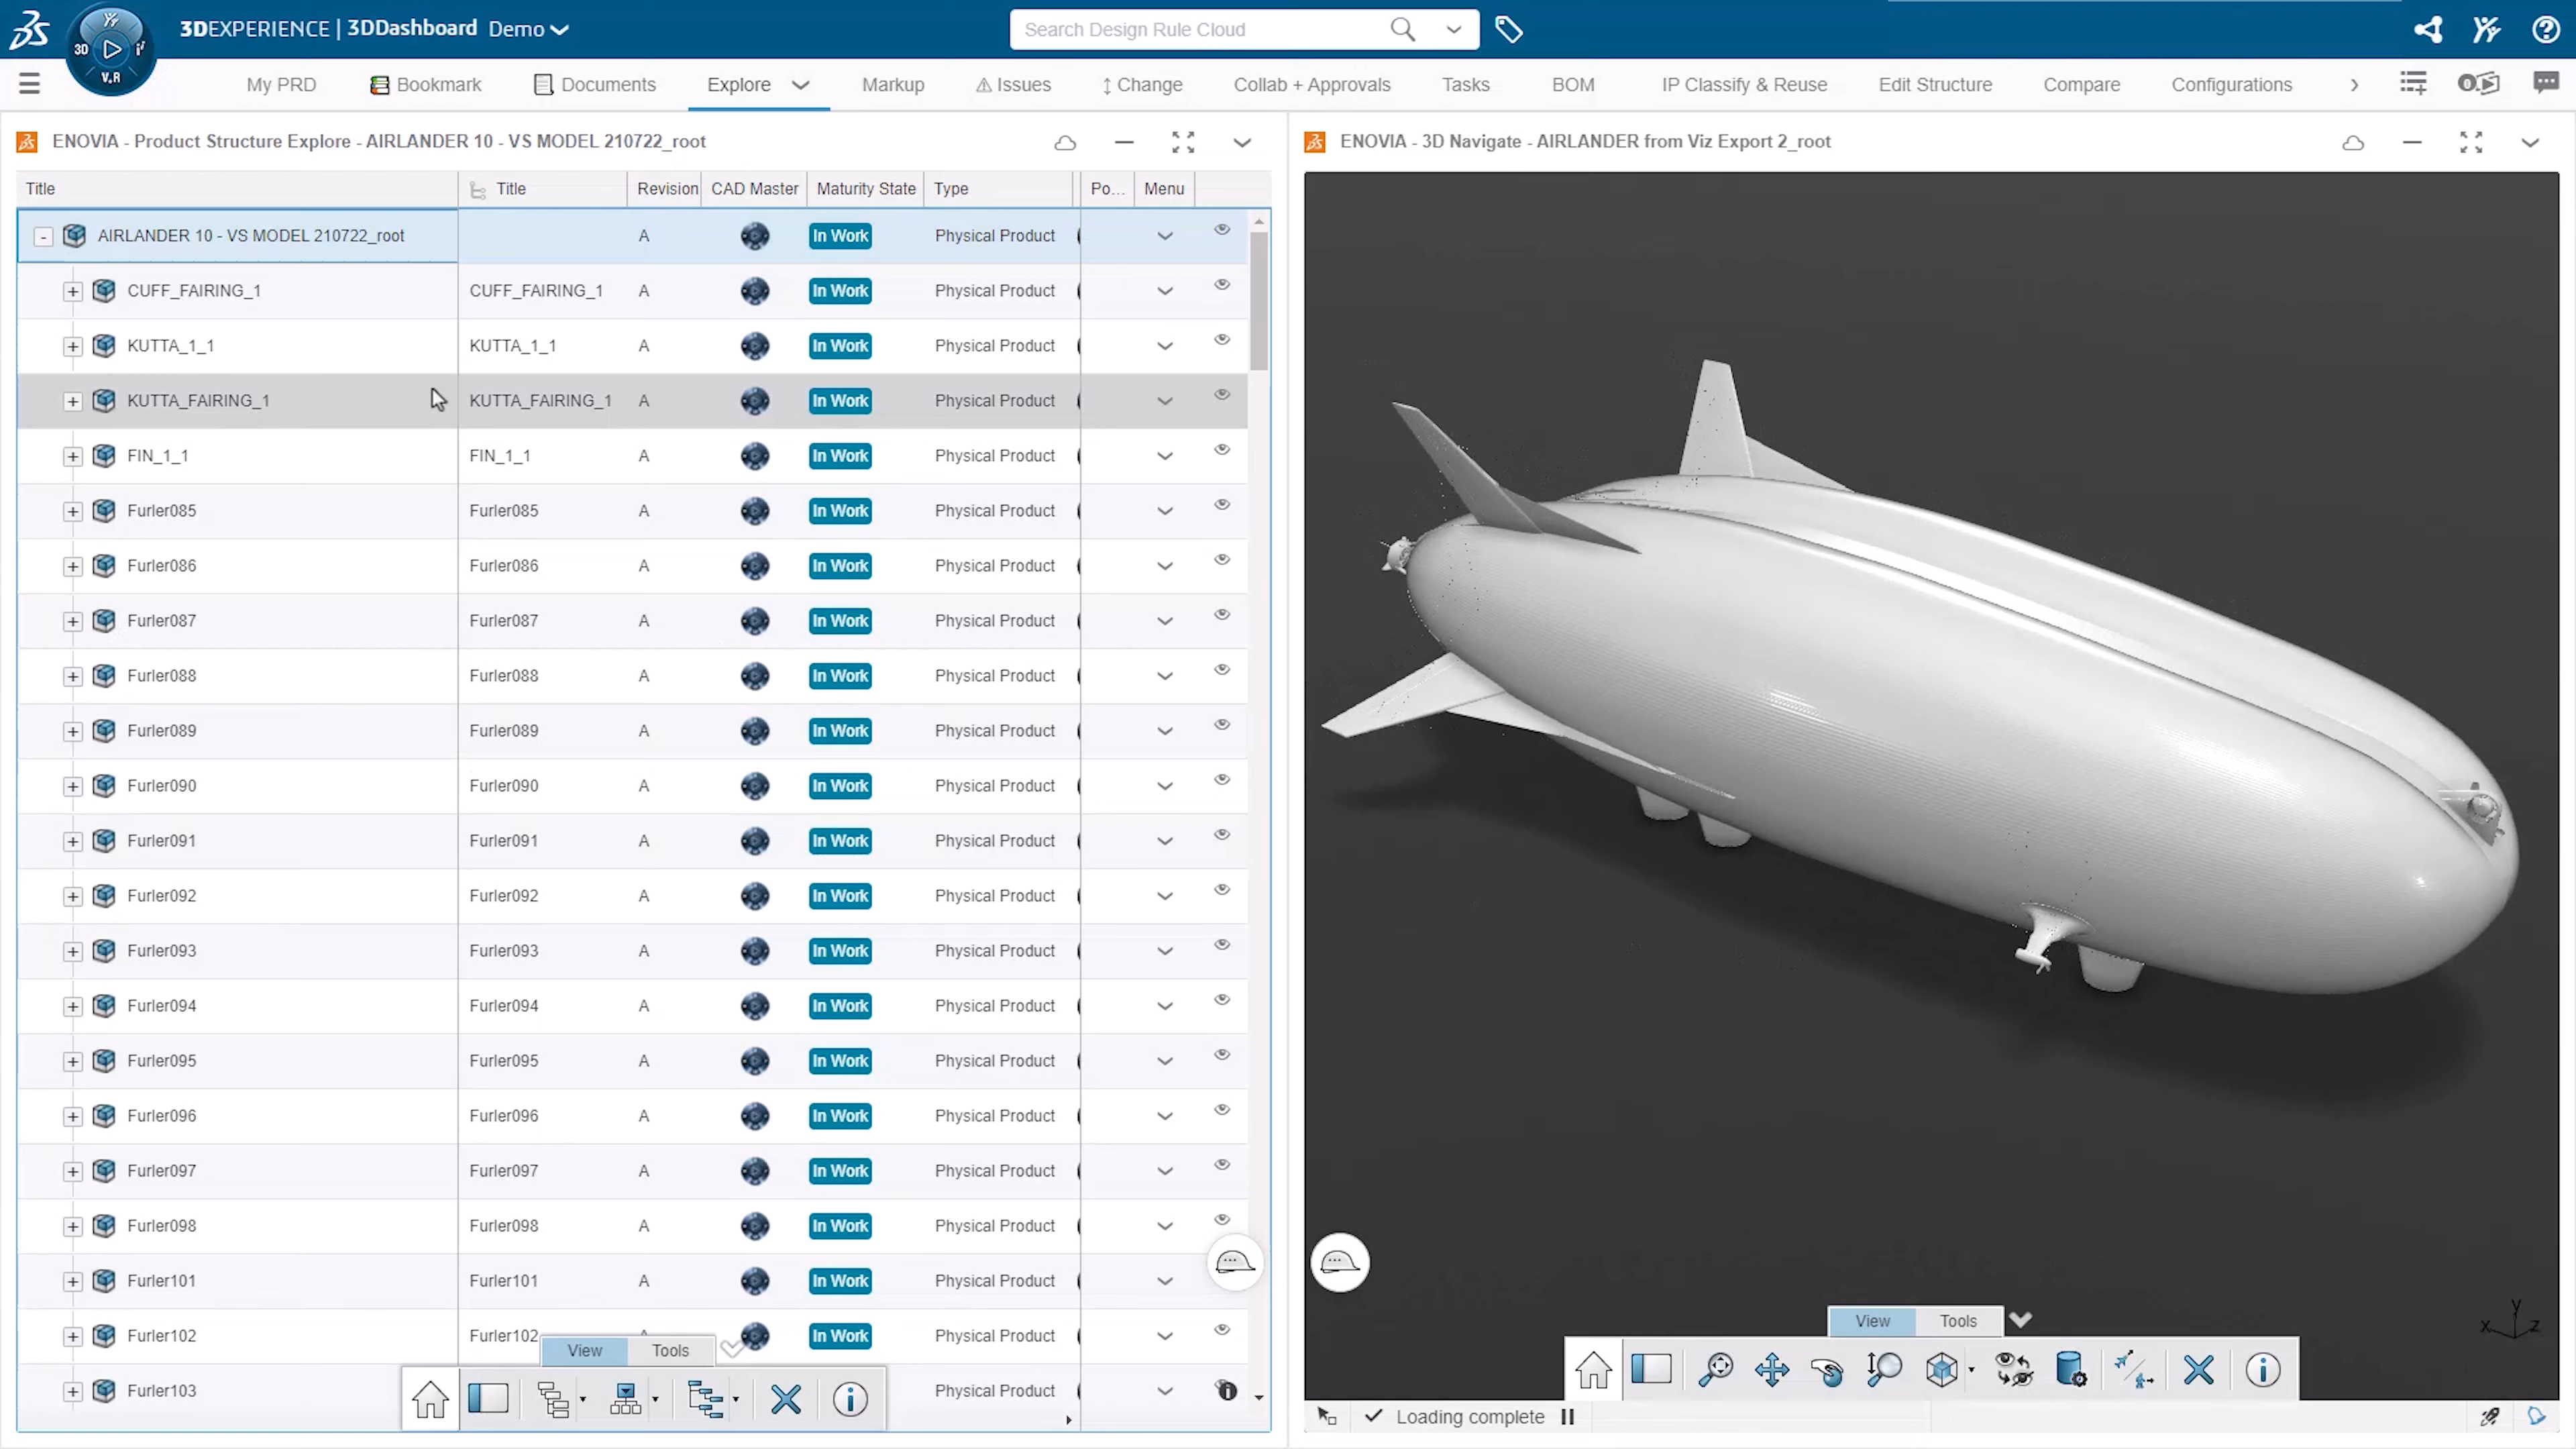 3DEXPERIENCE | 3DDashboard Demo
Search Design Rule Cloud
3D
V.R
My PRD
Bookmark
Documents
Explore
Markup
Issues
Change
Collab + Approvals
Tasks
BOM
IP Classify & Reuse
Edit Structure
Compare
Configurations
ENOVIA - Product Structure Explore - AIRLANDER 10 - VS MODEL 210722_root
Title Title Revision CAD Master Maturity State Type Po... Menu
AIRLANDER 10 - VS MODEL 210722_root A In Work Physical Product
CUFF_FAIRING_1 CUFF_FAIRING_1 A In Work Physical Product
KUTTA_1_1 KUTTA_1_1 A In Work Physical Product
KUTTA_FAIRING_1 KUTTA_FAIRING_1 A In Work Physical Product
FIN_1_1 FIN_1_1 A In Work Physical Product
Furler085 Furler085 A In Work Physical Product
Furler086 Furler086 A In Work Physical Product
Furler087 Furler087 A In Work Physical Product
Furler088 Furler088 A In Work Physical Product
Furler089 Furler089 A In Work Physical Product
Furler090 Furler090 A In Work Physical Product
Furler091 Furler091 A In Work Physical Product
Furler092 Furler092 A In Work Physical Product
Furler093 Furler093 A In Work Physical Product
Furler094 Furler094 A In Work Physical Product
Furler095 Furler095 A In Work Physical Product
Furler096 Furler096 A In Work Physical Product
Furler097 Furler097 A In Work Physical Product
Furler098 Furler098 A In Work Physical Product
Furler101 Furler101 A In Work Physical Product
Furler102 Furler102 In Work Physical Product
Furler103 Physical Product
View Tools
ENOVIA - 3D Navigate - AIRLANDER from Viz Export 2_root
X Y Z
View Tools
Loading complete